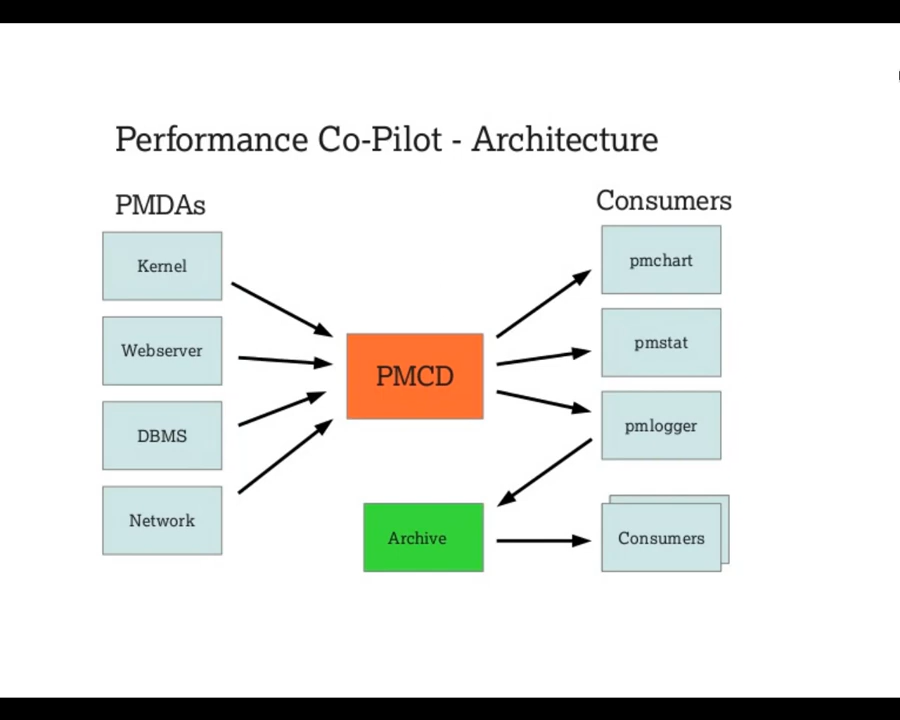 Performance Co-Pilot - Architecture
PMDAs
Kernel
Webserver
DBMS
Network
PMCD
Archive
Consumers
pmchart
pmstat
pmlogger
Consumers